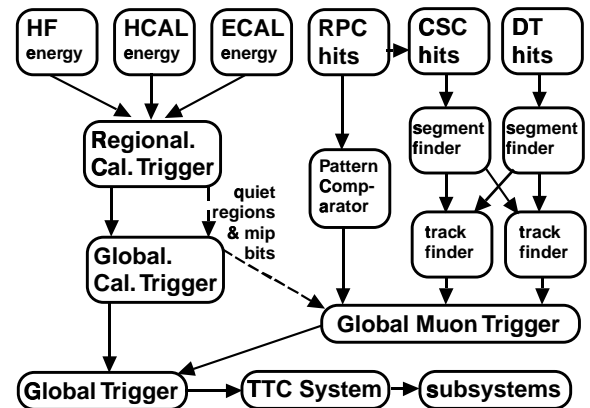 HF
energy
HCAL
energy
ECAL
energy
RPC
hits
CSC
hits
DT
hits
Regional.
Cal. Trigger
segment
finder
segment
finder
Pattern
Comp-
arator
quiet
regions
& mip
bits
track
finder
track
finder
Global.
Cal. Trigger
Global Muon Trigger
Global Trigger
TTC System
subsystems